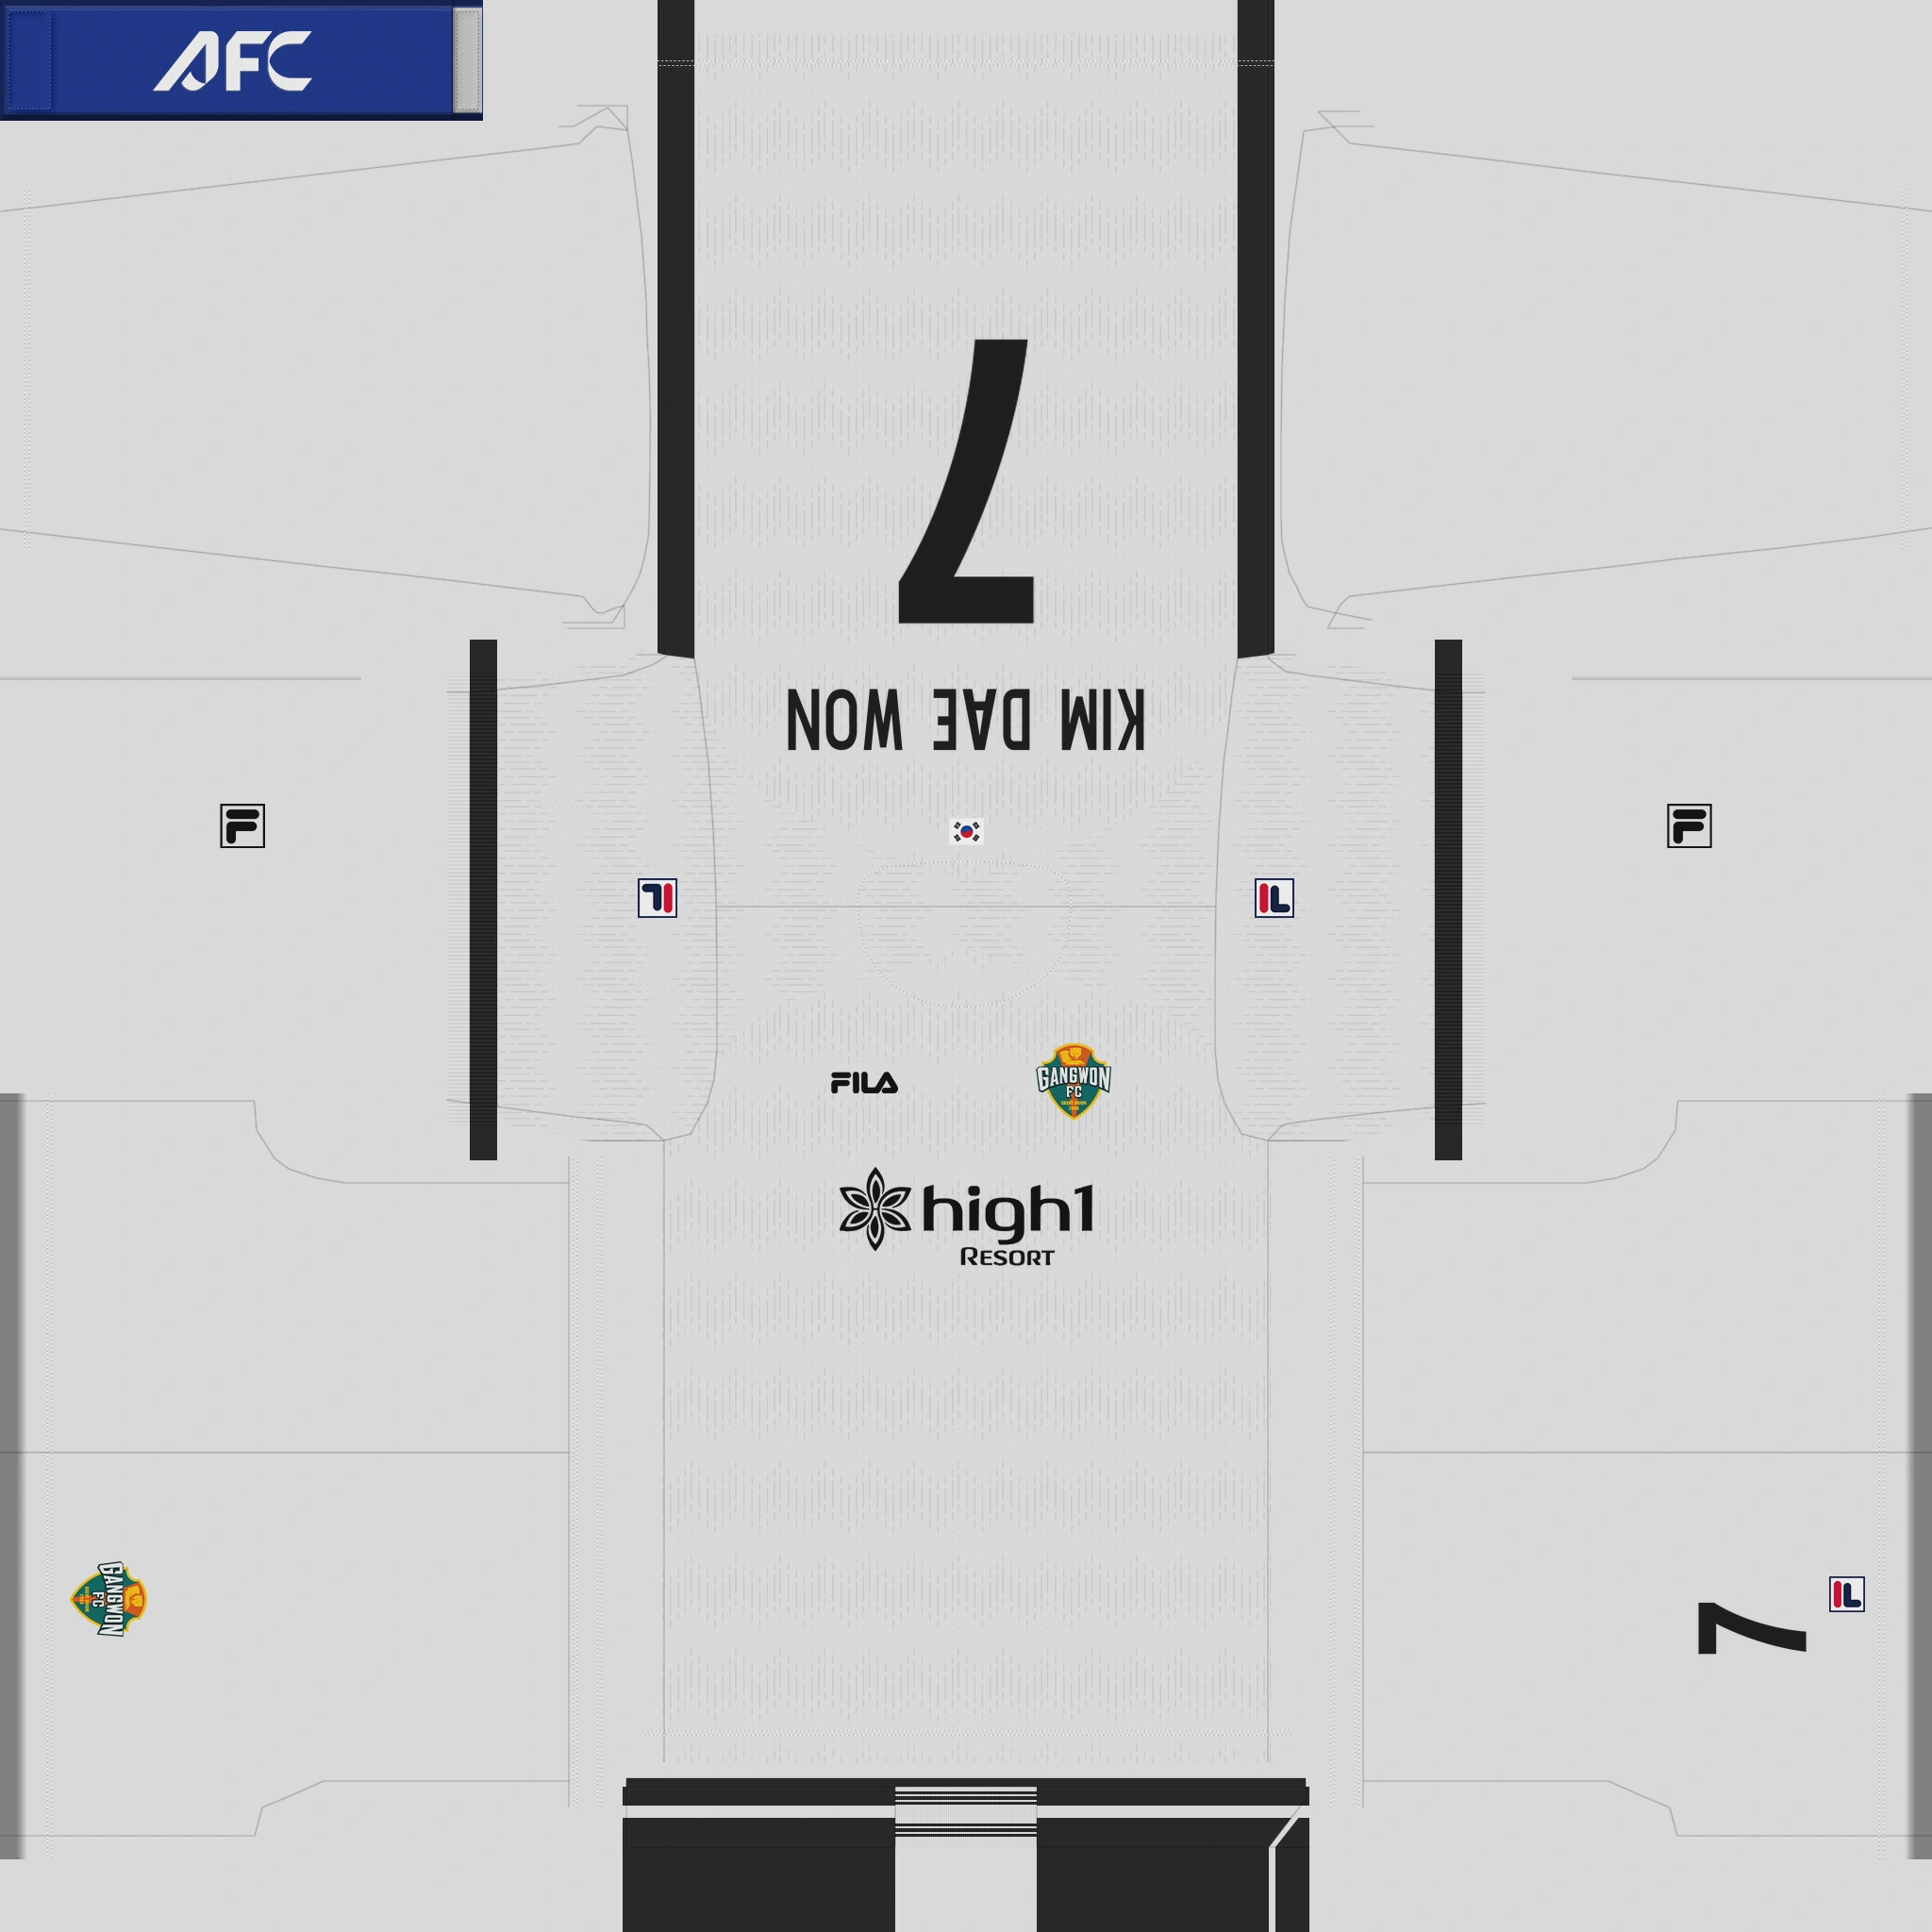 AFC
7
KIM DAE WON
F
F
FILA
GANGWON
FC
high1
RESORT
GANGWON
FC
7